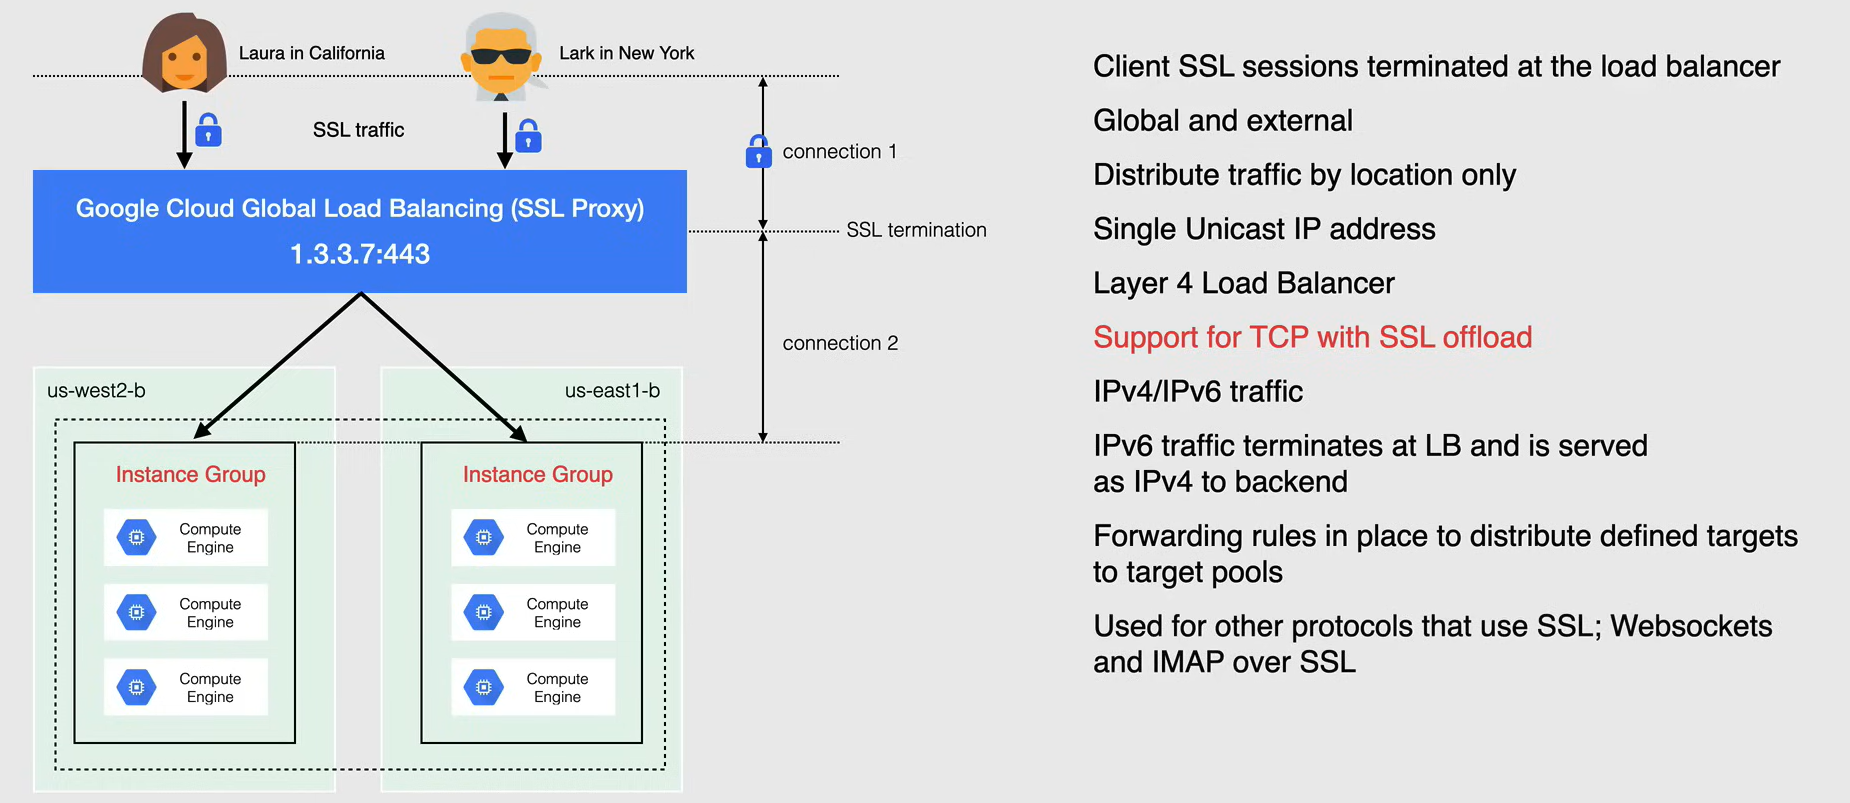 Laura in California
Lark in New York
SSL traffic
connection 1
Google Cloud Global Load Balancing (SSL Proxy)
1.3.3.7:443
SSL termination
connection 2
us-west2-b
us-east1-b
Instance Group
Compute
Engine
Compute
Engine
Compute
Engine
Instance Group
Compute
Engine
Compute
Engine
Compute
Engine
Client SSL sessions terminated at the load balancer
Global and external
Distribute traffic by location only
Single Unicast IP address
Layer 4 Load Balancer
Support for TCP with SSL offload
IPv4/IPv6 traffic
IPv6 traffic terminates at LB and is served
as IPv4 to backend
Forwarding rules in place to distribute defined targets
to target pools
Used for other protocols that use SSL; Websockets
and IMAP over SSL